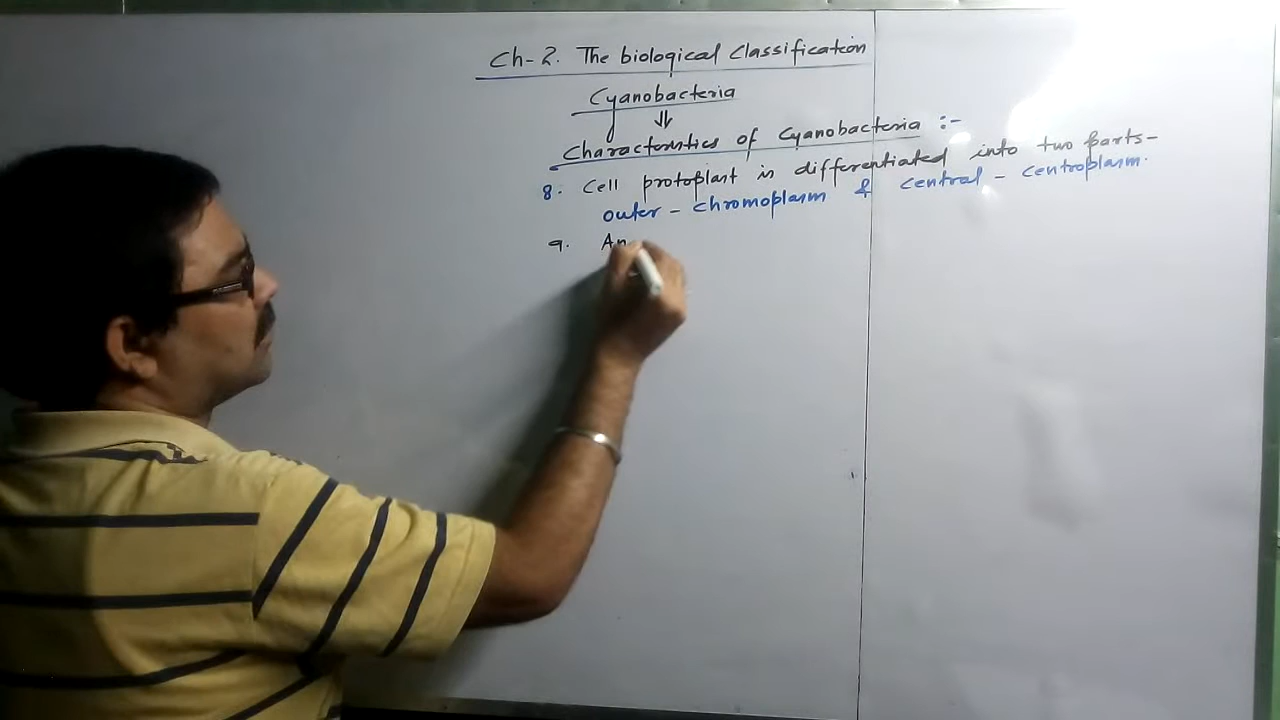 Ch-2. The biological Classification
Cyanobacteria
⇓
Characteristics of Cyanobacteria :-
8. Cell protoplast is differentiated into two parts-
outer - chromoplasm & central - centroplasm.
9. An